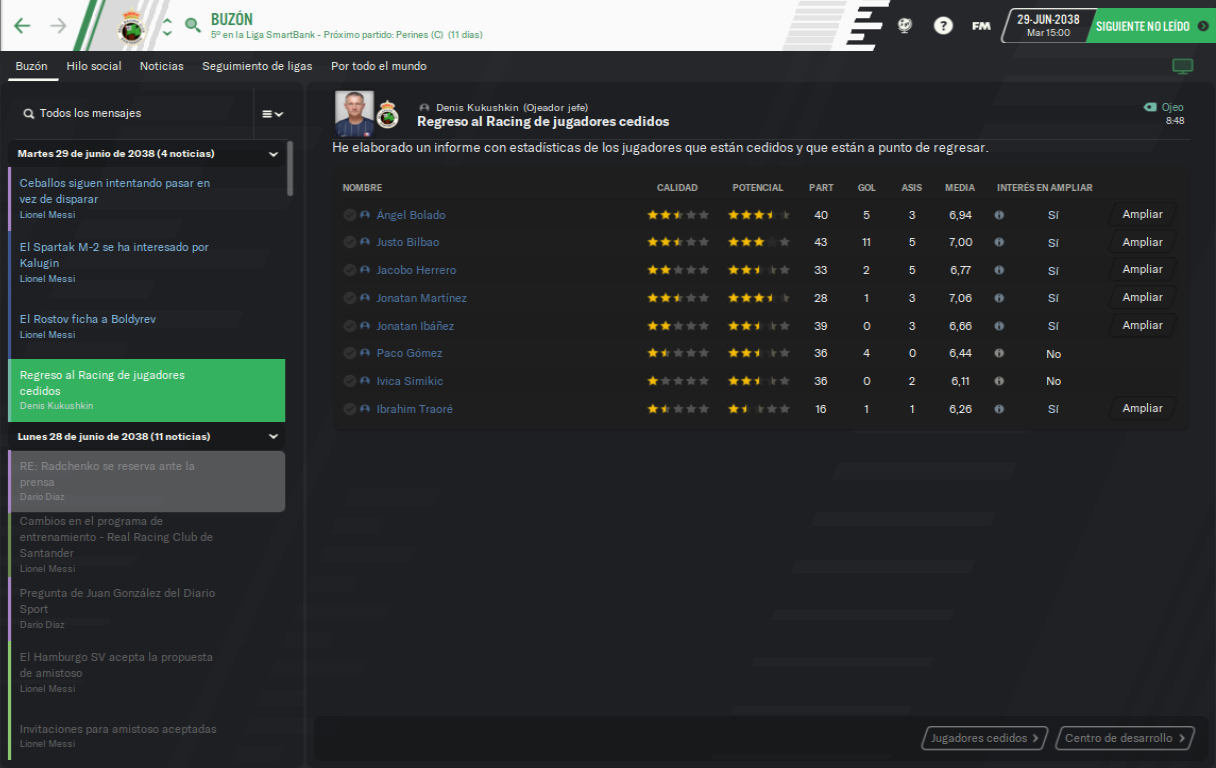 BUZÓN
5º en la Liga SmartBank - Próximo partido: Perines (C) (11 días)
?
FM
29-JUN-2038
Mar 15:00
SIGUIENTE NO LEÍDO
Buzón
Hilo social
Noticias
Seguimiento de ligas
Por todo el mundo
Todos los mensajes
Martes 29 de junio de 2038 (4 noticias)
Ceballos siguen intentando pasar en
vez de disparar
Lionel Messi
El Spartak M-2 se ha interesado por
Kalugin
Lionel Messi
El Rostov ficha a Boldyrev
Lionel Messi
Regreso al Racing de jugadores
cedidos
Denis Kukushkin
Lunes 28 de junio de 2038 (11 noticias)
RE: Radchenko se reserva ante la
prensa
Darío Díaz
Cambios en el programa de
entrenamiento - Real Racing Club de
Santander
Lionel Messi
Pregunta de Juan González del Diario
Sport
Darío Díaz
El Hamburgo SV acepta la propuesta
de amistoso
Lionel Messi
Invitaciones para amistoso aceptadas
Lionel Messi
Denis Kukushkin (Ojeador jefe)
Regreso al Racing de jugadores cedidos
Ojeo
8:48
He elaborado un informe con estadísticas de los jugadores que están cedidos y que están a punto de regresar.
NOMBRE CALIDAD POTENCIAL PART GOL ASIS MEDIA INTERÉS EN AMPLIAR
Ángel Bolado 40 5 3 6,94 Sí Ampliar
Justo Bilbao 43 11 5 7,00 Sí Ampliar
Jacobo Herrero 33 2 5 6,77 Sí Ampliar
Jonatan Martínez 28 1 3 7,06 Sí Ampliar
Jonatan Ibáñez 39 0 3 6,66 Sí Ampliar
Paco Gómez 36 4 0 6,44 No
Ivica Simikic 36 0 2 6,11 No
Ibrahim Traoré 16 1 1 6,26 Sí Ampliar
Jugadores cedidos
Centro de desarrollo